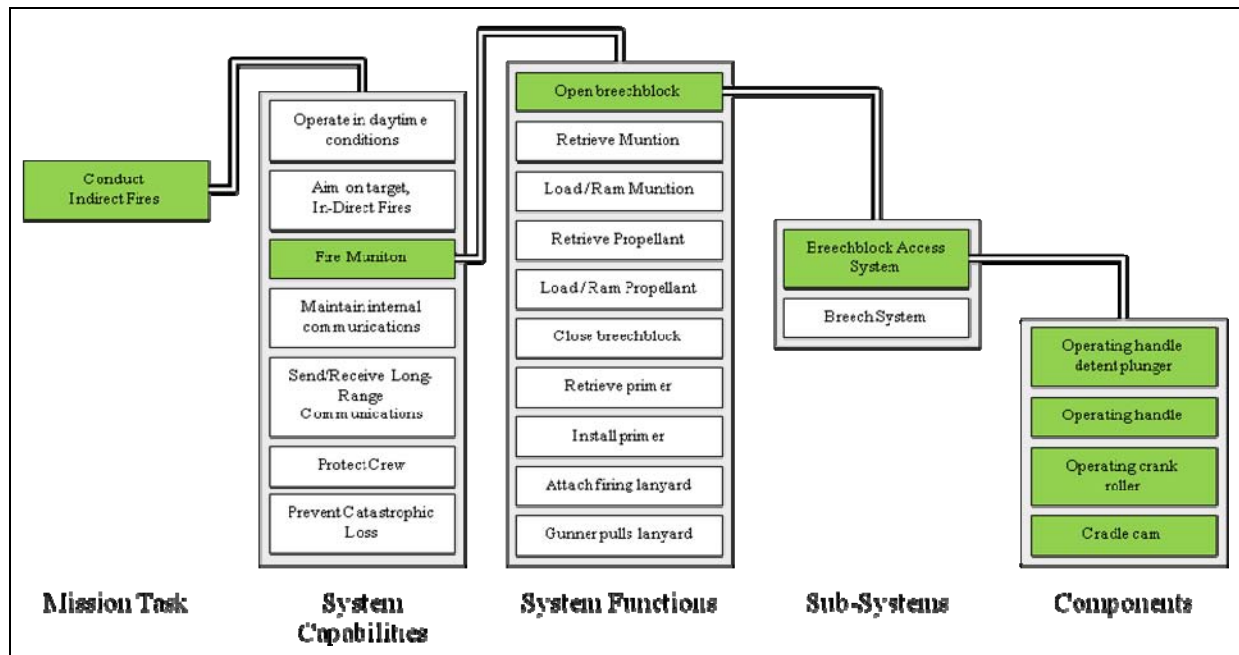 Conduct
Indirect Fires
Operate in daytime
conditions
Aim on target,
In-Direct Fires
Fire Muniton
Maintain internal
communications
Send/Receive Long-
Range
Communications
Protect Crew
Prevent Catastrophic
Loss
Open breechblock
Retrieve Muntion
Load / Ram Munition
Retrieve Propellant
Load / Ram Propellant
Close breechblock
Retrieve primer
Install primer
Attach firing lanyard
Gunner pulls lanyard
Breechblock Access
System
Breech System
Operating handle
detent plunger
Operating handle
Operating crank
roller
Cradle cam
Mission Task
System
Capabilities
System Functions
Sub-Systems
Components